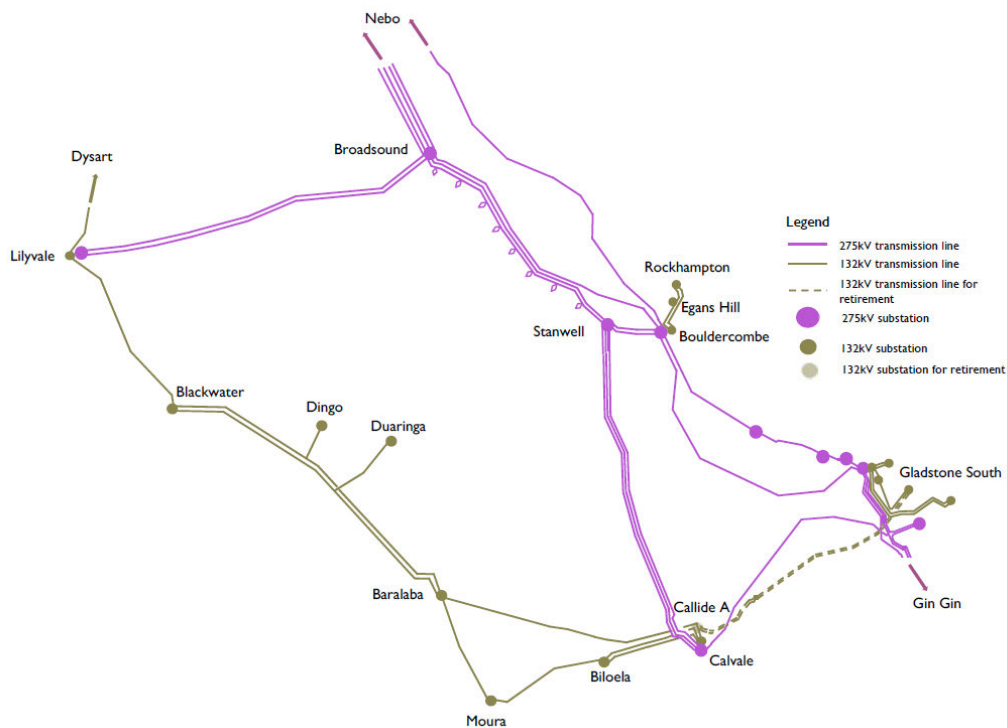 Nebo
Broadsound
Dysart
Lilyvale
Legend
275kV transmission line
132kV transmission line
132kV transmission line for
retirement
275kV substation
132kV substation
132kV substation for retirement
Rockhampton
Egans Hill
Stanwell
Bouldercombe
Blackwater
Dingo
Duaringa
Gladstone South
Baralaba
Callide A
Gin Gin
Calvale
Biloela
Moura